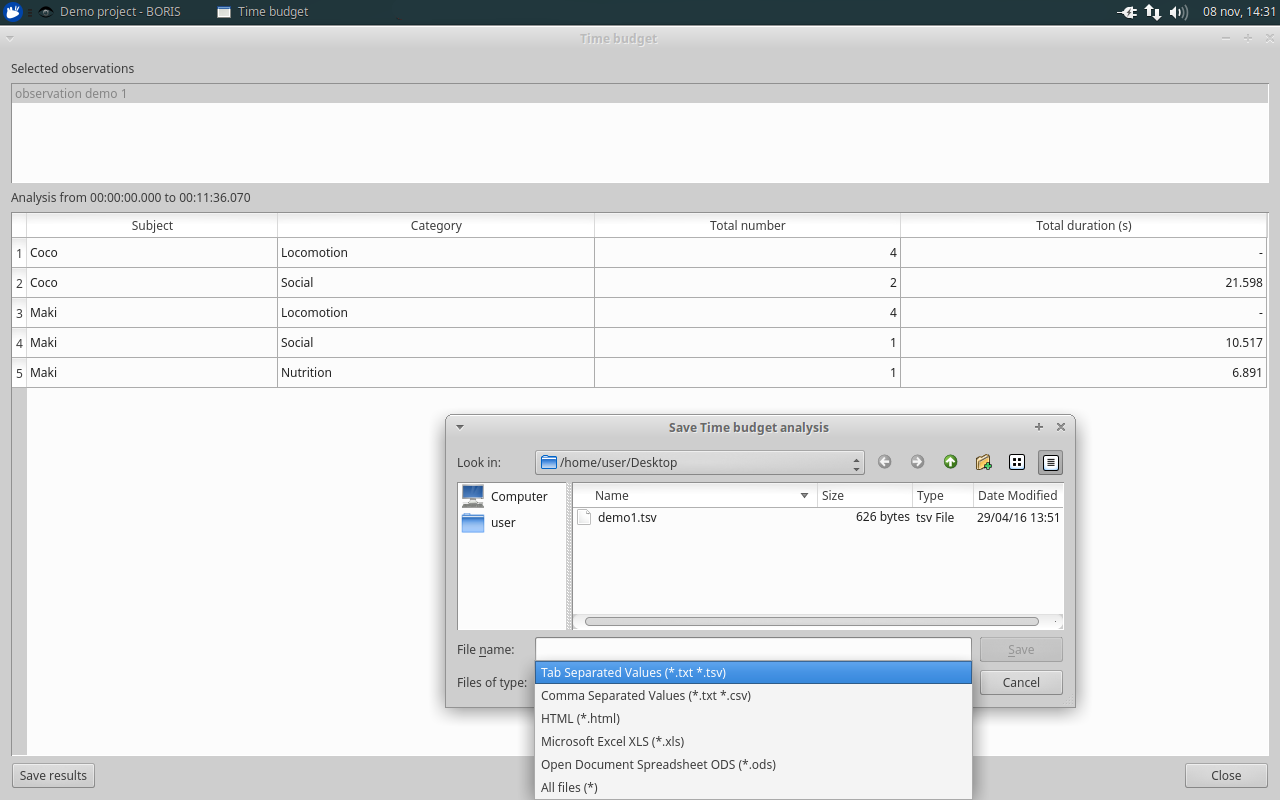 Demo project - BORIS Time budget 08 nov, 14:31
Time budget
Selected observations
observation demo 1
Analysis from 00:00:00.000 to 00:11:36.070
Subject Category Total number Total duration (s)
1 Coco Locomotion 4 -
2 Coco Social 2 21.598
3 Maki Locomotion 4 -
4 Maki Social 1 10.517
5 Maki Nutrition 1 6.891
Save Time budget analysis
Look in: /home/user/Desktop
Computer
user
Name Size Type Date Modified
demo1.tsv 626 bytes tsv File 29/04/16 13:51
File name: Save
Files of type: Cancel
Tab Separated Values (*.txt *.tsv)
Comma Separated Values (*.txt *.csv)
HTML (*.html)
Microsoft Excel XLS (*.xls)
Open Document Spreadsheet ODS (*.ods)
All files (*)
Save results Close